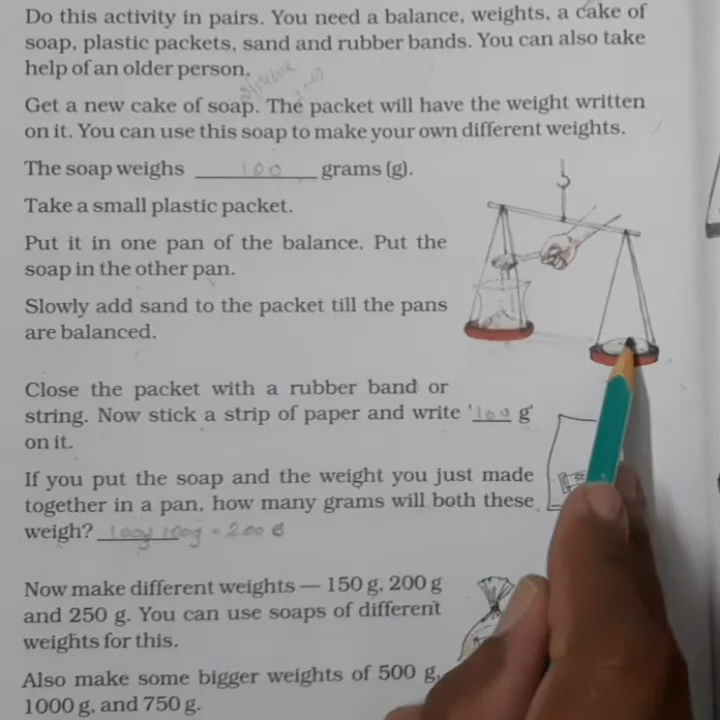 Do this activity in pairs. You need a balance, weights, a cake of
soap, plastic packets, sand and rubber bands. You can also take
help of an older person.
Get a new cake of soap. The packet will have the weight written
on it. You can use this soap to make your own different weights.
The soap weighs 100 grams (g).
Take a small plastic packet.
Put it in one pan of the balance. Put the
soap in the other pan.
Slowly add sand to the packet till the pans
are balanced.
Close the packet with a rubber band or
string. Now stick a strip of paper and write '100 g'
on it.
If you put the soap and the weight you just made
together in a pan, how many grams will both these
weigh? 100g 100g = 200 g
Now make different weights — 150 g, 200 g
and 250 g. You can use soaps of different
weights for this.
Also make some bigger weights of 500 g,
1000 g, and 750 g.